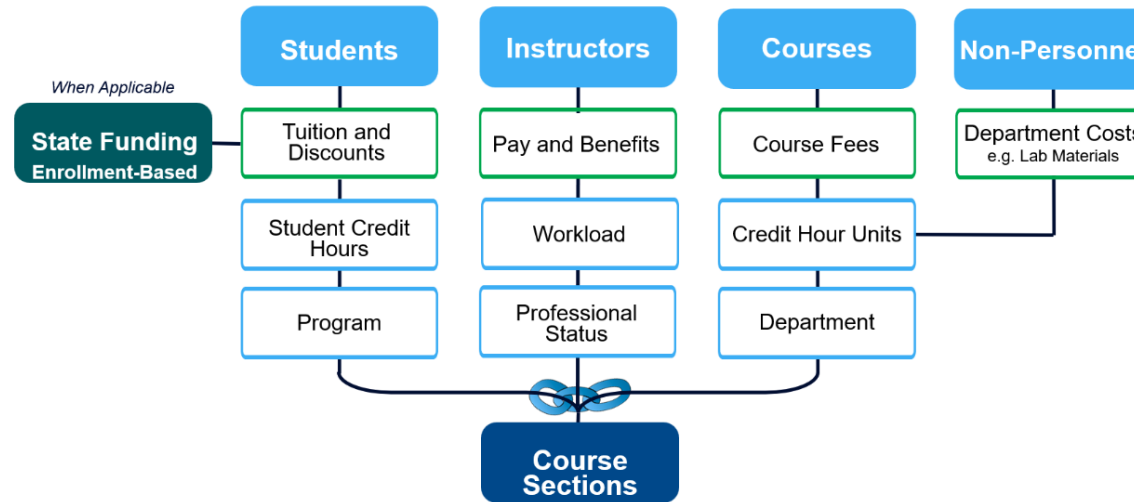 Students
Instructors
Courses
Non-Personne
When Applicable
State Funding
Enrollment-Based
Tuition and
Discounts
Pay and Benefits
Course Fees
Department Costs
e.g. Lab Materials
Student Credit
Hours
Workload
Credit Hour Units
Program
Professional
Status
Department
Course
Sections